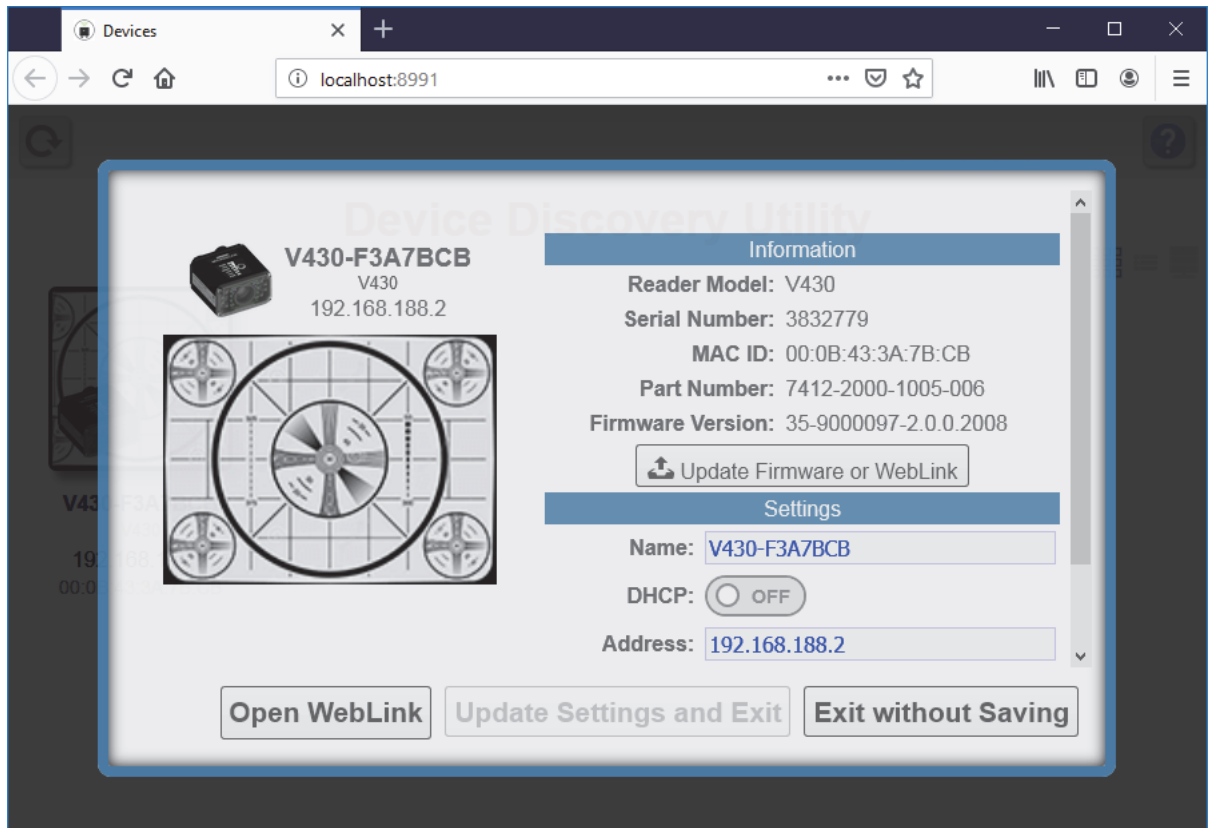 Devices
localhost:8991
Device Discovery Utility
V430-F3A7BCB
V430
192.168.188.2
Information
Reader Model: V430
Serial Number: 3832779
MAC ID: 00:0B:43:3A:7B:CB
Part Number: 7412-2000-1005-006
Firmware Version: 35-9000097-2.0.0.2008
Update Firmware or WebLink
Settings
Name: V430-F3A7BCB
DHCP: OFF
Address: 192.168.188.2
Open WebLink
Update Settings and Exit
Exit without Saving